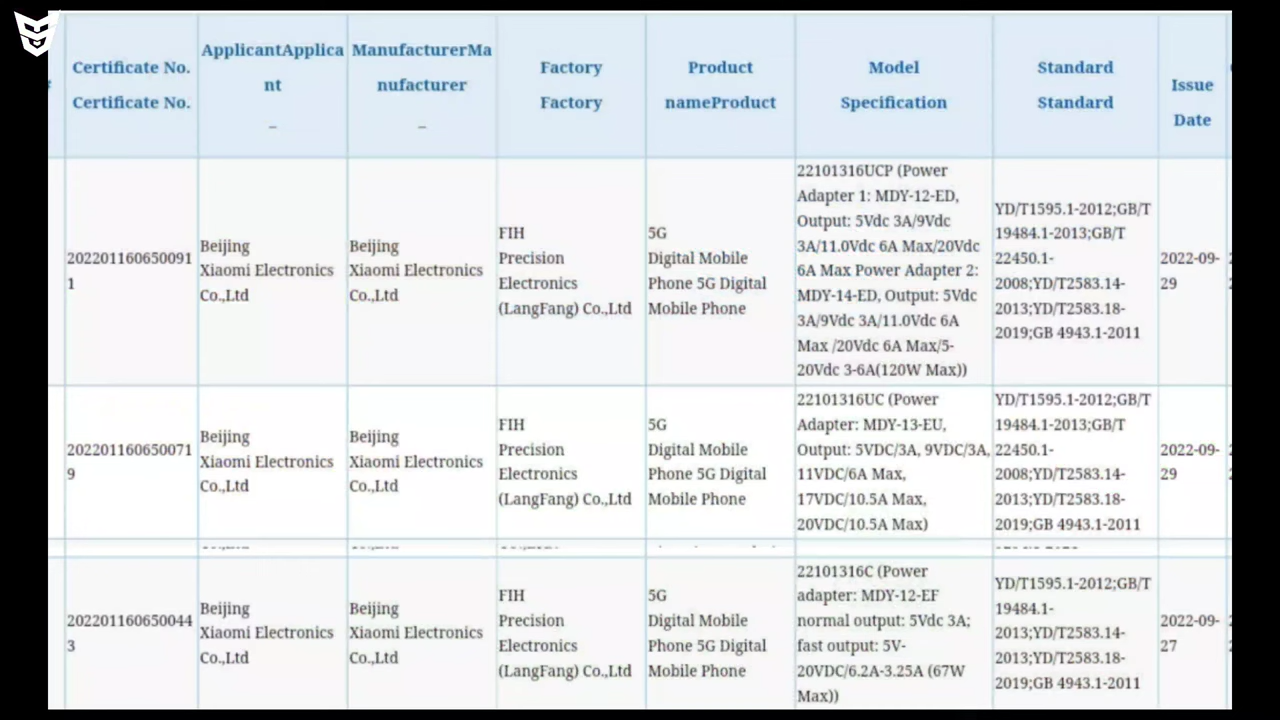 Certificate No.
Certificate No.
ApplicantApplica
nt
_
ManufacturerMa
nufacturer
_
Factory
Factory
Product
nameProduct
Model
Specification
Standard
Standard
Issue
Date
202201160650091
1
Beijing
Xiaomi Electronics
Co.,Ltd
Beijing
Xiaomi Electronics
Co.,Ltd
FIH
Precision
Electronics
(LangFang) Co.,Ltd
5G
Digital Mobile
Phone 5G Digital
Mobile Phone
22101316UCP (Power
Adapter 1: MDY-12-ED,
Output: 5Vdc 3A/9Vdc
3A/11.0Vdc 6A Max/20Vdc
6A Max Power Adapter 2:
MDY-14-ED, Output: 5Vdc
3A/9Vdc 3A/11.0Vdc 6A
Max /20Vdc 6A Max/5-
20Vdc 3-6A(120W Max))
YD/T1595.1-2012;GB/T
19484.1-2013;GB/T
22450.1-
2008;YD/T2583.14-
2013;YD/T2583.18-
2019;GB 4943.1-2011
2022-09-
29
202201160650071
9
Beijing
Xiaomi Electronics
Co.,Ltd
Beijing
Xiaomi Electronics
Co.,Ltd
FIH
Precision
Electronics
(LangFang) Co.,Ltd
5G
Digital Mobile
Phone 5G Digital
Mobile Phone
22101316UC (Power
Adapter: MDY-13-EU,
Output: 5VDC/3A, 9VDC/3A,
11VDC/6A Max,
17VDC/10.5A Max,
20VDC/10.5A Max)
YD/T1595.1-2012;GB/T
19484.1-2013;GB/T
22450.1-
2008;YD/T2583.14-
2013;YD/T2583.18-
2019;GB 4943.1-2011
2022-09-
29
202201160650044
3
Beijing
Xiaomi Electronics
Co.,Ltd
Beijing
Xiaomi Electronics
Co.,Ltd
FIH
Precision
Electronics
(LangFang) Co.,Ltd
5G
Digital Mobile
Phone 5G Digital
Mobile Phone
22101316C (Power
adapter: MDY-12-EF
normal output: 5Vdc 3A;
fast output: 5V-
20VDC/6.2A-3.25A (67W
Max))
YD/T1595.1-2012;GB/T
19484.1-
2013;YD/T2583.14-
2013;YD/T2583.18-
2019;GB 4943.1-2011
2022-09-
27